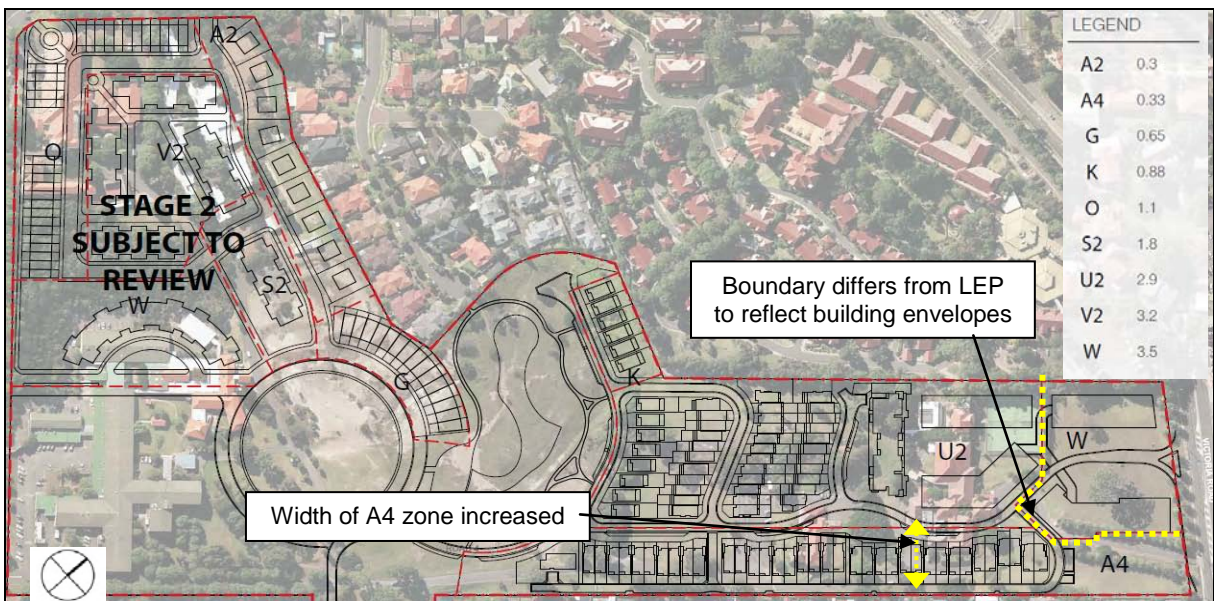 A2
O
V2
STAGE 2
SUBJECT TO
REVIEW
W
S2
G
K
U2
W
A4
Boundary differs from LEP
to reflect building envelopes
Width of A4 zone increased
LEGEND
A2 0.3
A4 0.33
G 0.65
K 0.88
O 1.1
S2 1.8
U2 2.9
V2 3.2
W 3.5